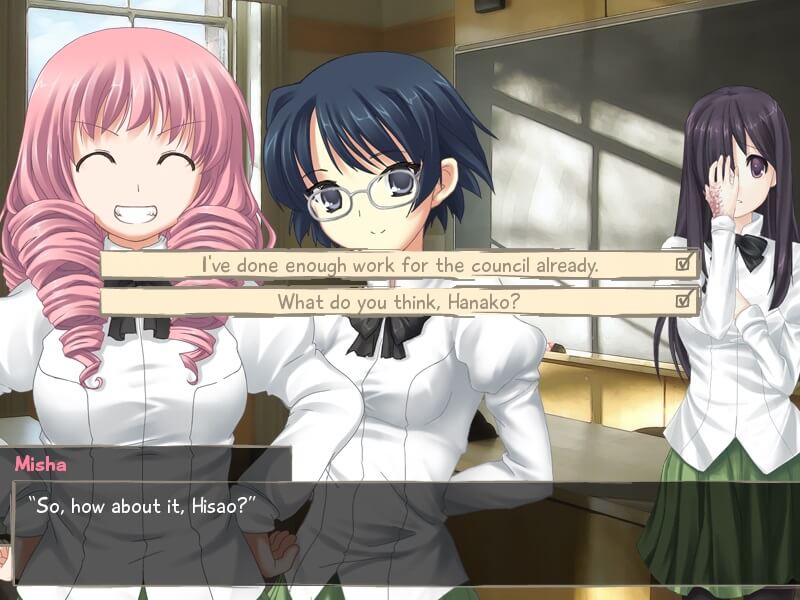 I've done enough work for the council already.
What do you think, Hanako?
Misha
“So, how about it, Hisao?”